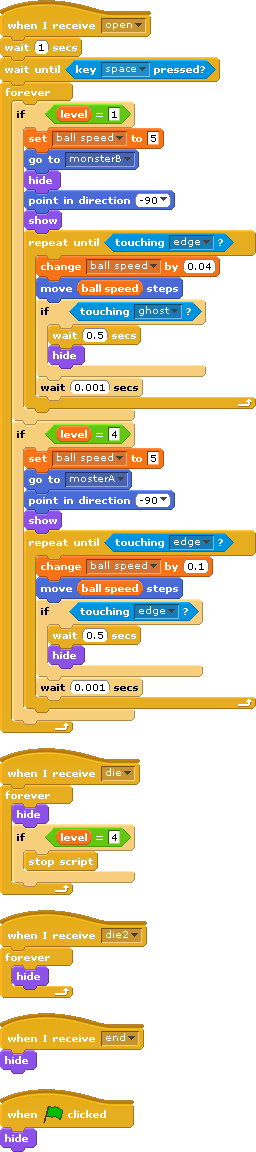 when I receive open
wait 1 secs
wait until key space pressed?
forever
if level = 1
set ball speed to 5
go to monsterB
hide
point in direction -90
show
repeat until touching edge ?
change ball speed by 0.04
move ball speed steps
if touching ghost ?
wait 0.5 secs
hide
wait 0.001 secs
if level = 4
set ball speed to 5
go to mosterA
point in direction -90
show
repeat until touching edge ?
change ball speed by 0.1
move ball speed steps
if touching edge ?
wait 0.5 secs
hide
wait 0.001 secs
when I receive die
forever
hide
if level = 4
stop script
when I receive die2
forever
hide
when I receive end
hide
when clicked
hide